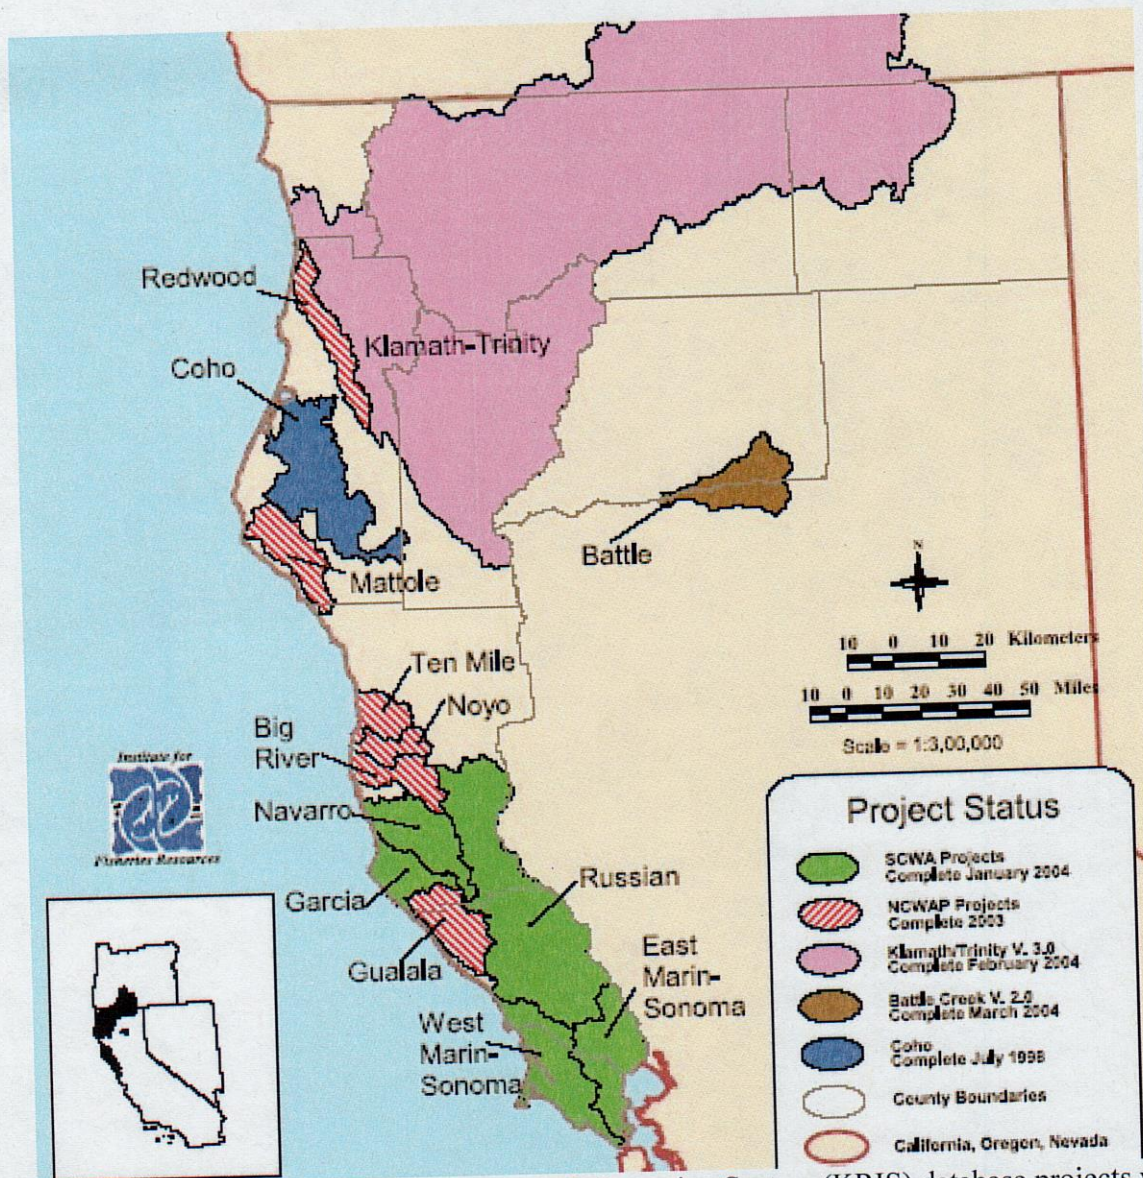 Redwood
Klamath-Trinity
Coho
Battle
N
Mattole
10 0 10 20 Kilometers
Ten Mile
10 0 10 20 30 40 50 Miles
Noyo
Big
River
Scale = 1:3,00,000
Institute for
Fisheries Resources
Navarro
Garcia
Russian
Gualala
East
Marin-
Sonoma
West
Marin-
Sonoma
Project Status
SCWA Projects
Complete January 2004
NCWAP Projects
Complete 2003
Klamath/Trinity V. 3.0
Complete February 2004
Battle Creek V. 2.0
Complete March 2004
Coho
Complete July 1998
County Boundaries
California, Oregon, Nevada
(KRIS) database projects